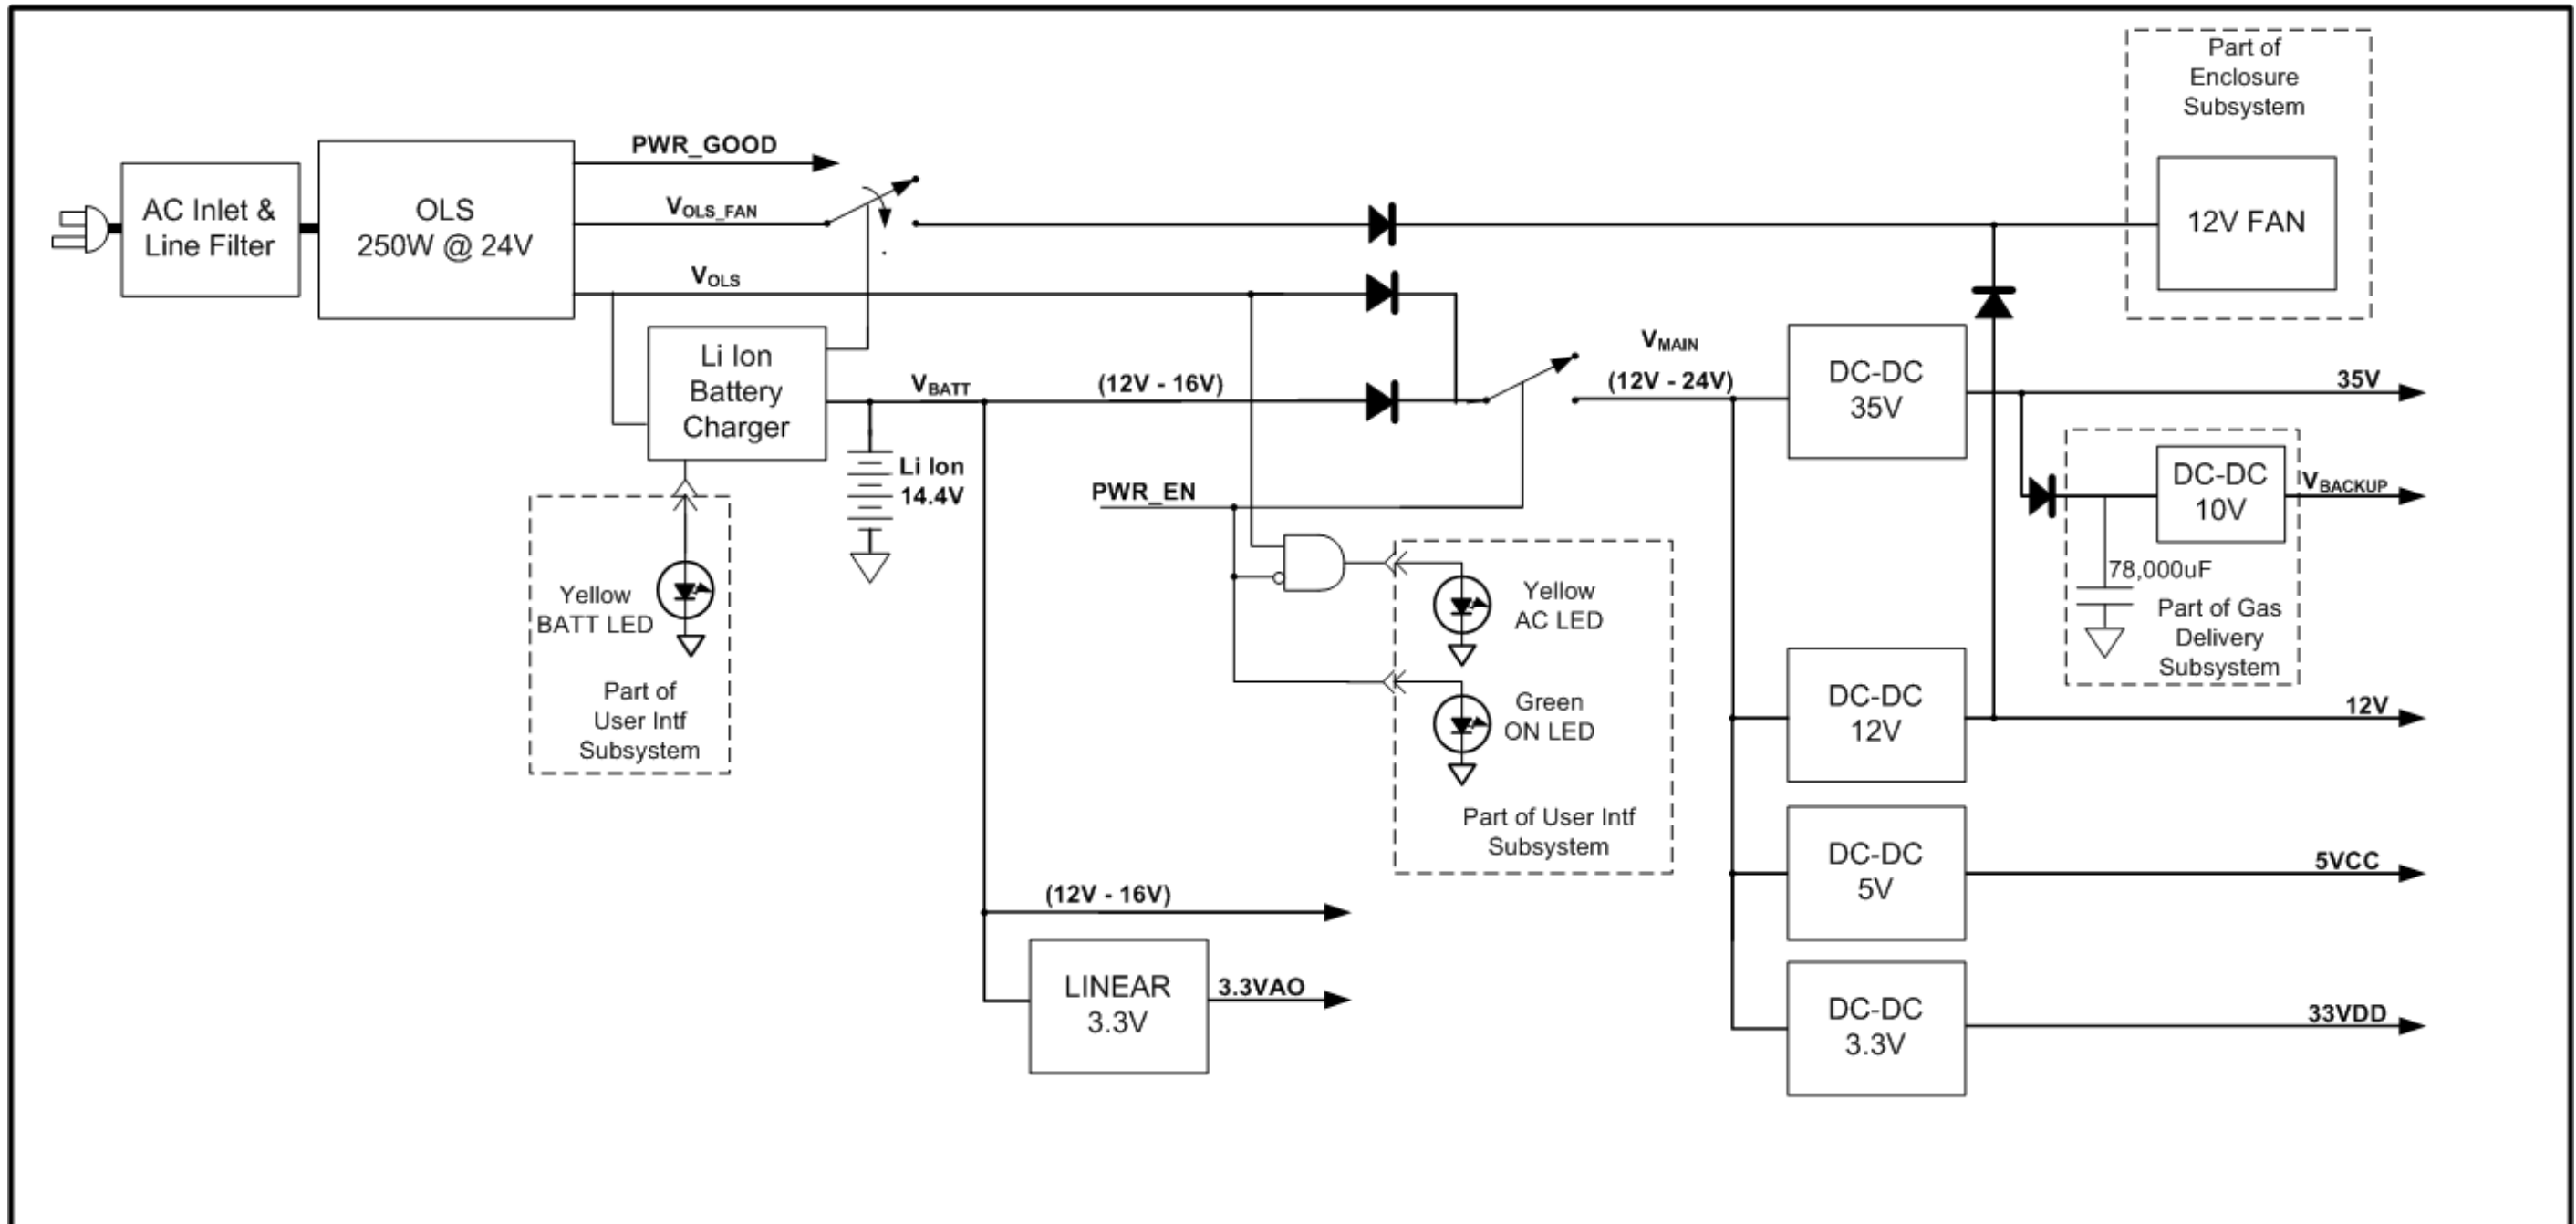 Part of
Enclosure
Subsystem
PWR_GOOD
AC Inlet &
Line Filter
OLS
250W @ 24V
VOLS_FAN
12V FAN
VOLS
Li Ion
Battery
Charger
VBATT
(12V - 16V)
VMAIN
(12V - 24V)
DC-DC
35V
35V
Li Ion
14.4V
PWR_EN
DC-DC
10V
VBACKUP
78,000uF
Part of Gas
Delivery
Subsystem
Yellow
BATT LED
Part of
User Intf
Subsystem
Yellow
AC LED
Green
ON LED
Part of User Intf
Subsystem
DC-DC
12V
12V
DC-DC
5V
5VCC
(12V - 16V)
LINEAR
3.3V
3.3VAO
DC-DC
3.3V
33VDD